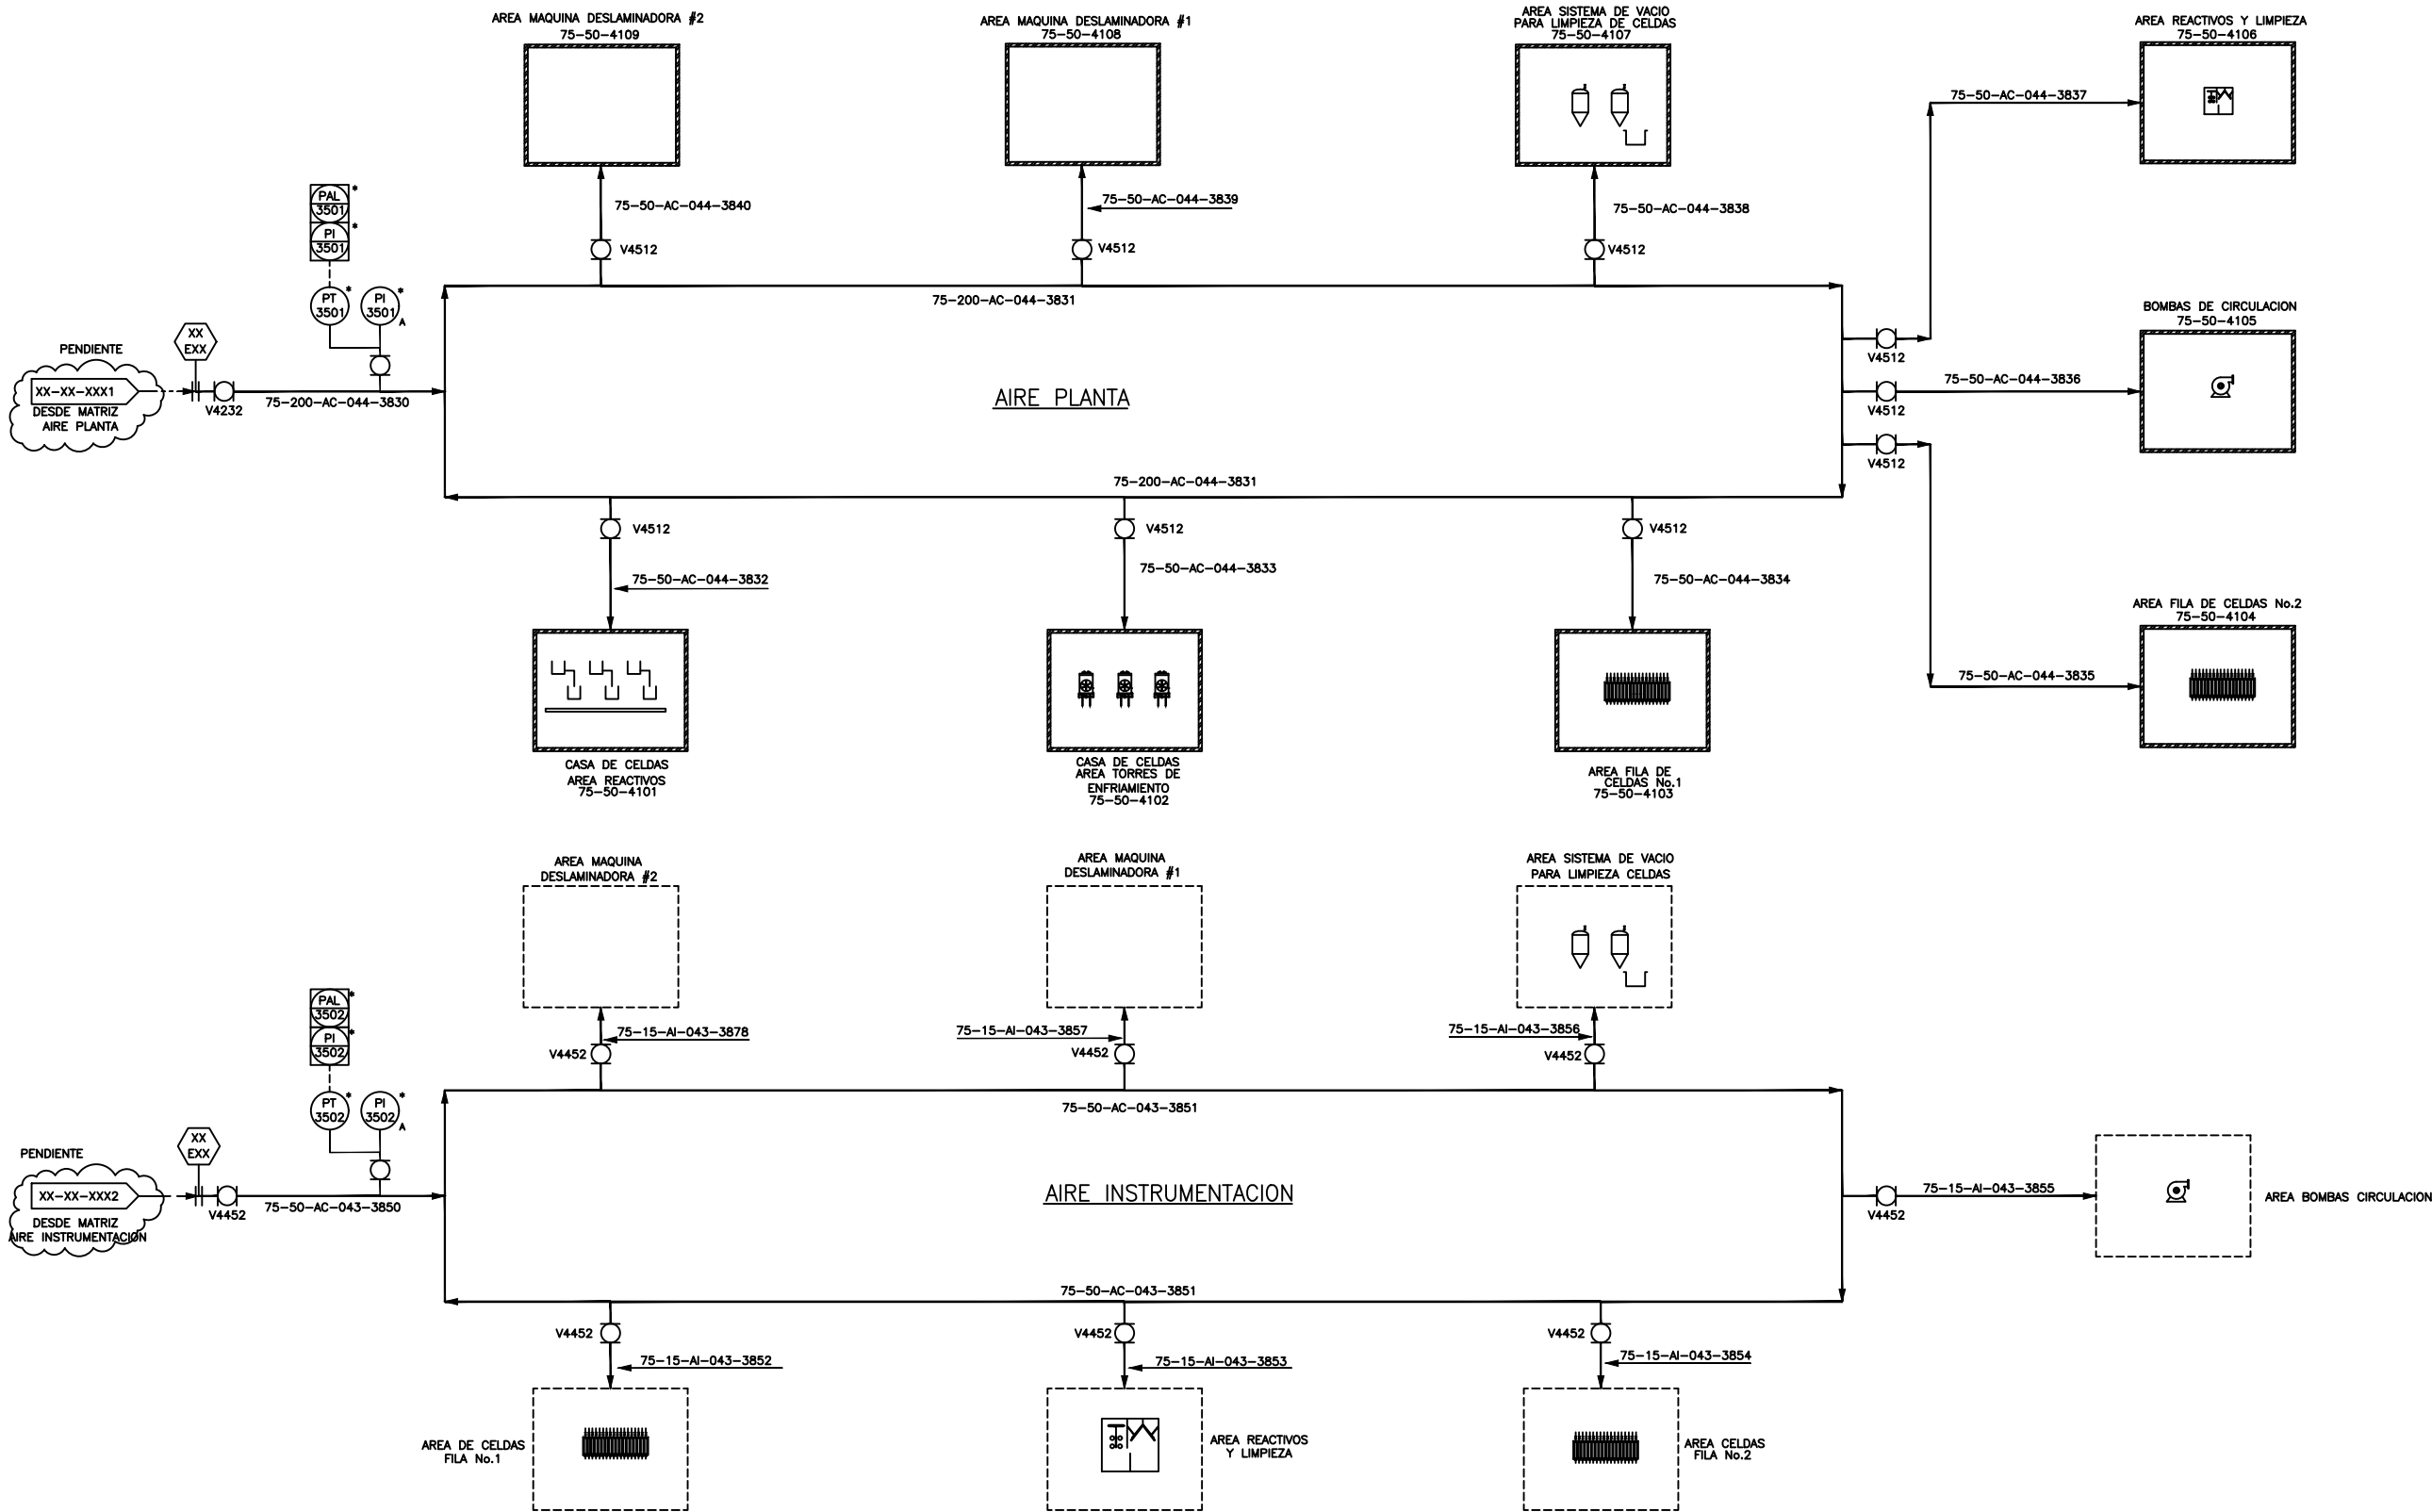 AREA MAQUINA DESLAMINADORA #2
75-50-4109
AREA MAQUINA DESLAMINADORA #1
75-50-4108
AREA SISTEMA DE VACIO
PARA LIMPIEZA DE CELDAS
75-50-4107
AREA REACTIVOS Y LIMPIEZA
75-50-4106
75-50-AC-044-3837
PAL
3501
*
PI
3501
*
75-50-AC-044-3840
75-50-AC-044-3839
75-50-AC-044-3838
V4512
V4512
V4512
PT
3501
*
PI
3501
*
A
75-200-AC-044-3831
BOMBAS DE CIRCULACION
75-50-4105
XX
EXX
PENDIENTE
XX-XX-XXX1
DESDE MATRIZ
AIRE PLANTA
V4232
75-200-AC-044-3830
AIRE PLANTA
V4512
75-50-AC-044-3836
V4512
V4512
75-200-AC-044-3831
V4512
V4512
V4512
75-50-AC-044-3832
75-50-AC-044-3833
75-50-AC-044-3834
AREA FILA DE CELDAS No.2
75-50-4104
75-50-AC-044-3835
CASA DE CELDAS
AREA REACTIVOS
75-50-4101
CASA DE CELDAS
AREA TORRES DE
ENFRIAMIENTO
75-50-4102
AREA FILA DE
CELDAS No.1
75-50-4103
AREA MAQUINA
DESLAMINADORA #2
AREA MAQUINA
DESLAMINADORA #1
AREA SISTEMA DE VACIO
PARA LIMPIEZA CELDAS
PAL
3502
*
PI
3502
*
75-15-AI-043-3878
75-15-AI-043-3857
75-15-AI-043-3856
V4452
V4452
V4452
PT
3502
*
PI
3502
*
A
75-50-AC-043-3851
XX
EXX
PENDIENTE
XX-XX-XXX2
DESDE MATRIZ
AIRE INSTRUMENTACIÓN
V4452
75-50-AC-043-3850
AIRE INSTRUMENTACION
V4452
75-15-AI-043-3855
AREA BOMBAS CIRCULACION
75-50-AC-043-3851
V4452
V4452
V4452
75-15-AI-043-3852
75-15-AI-043-3853
75-15-AI-043-3854
AREA DE CELDAS
FILA No.1
AREA REACTIVOS
Y LIMPIEZA
AREA CELDAS
FILA No.2